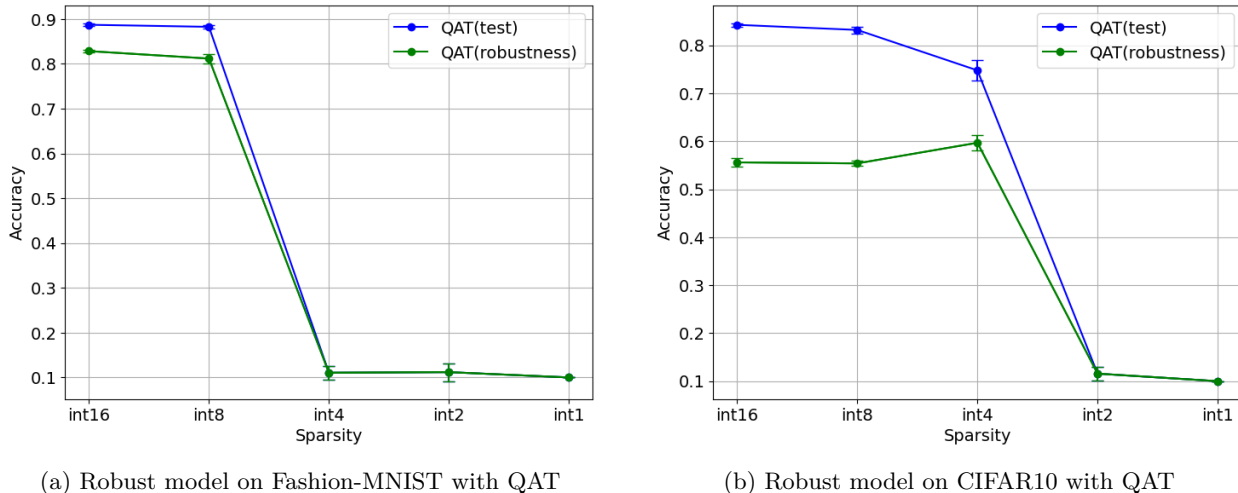 0.9
0.8
0.7
0.6
0.5
0.4
0.3
0.2
0.1
Accuracy
QAT(test)
QAT(robustness)
int16 int8 int4 int2 int1
Sparsity
(a) Robust model on Fashion-MNIST with QAT
0.8
0.7
0.6
0.5
0.4
0.3
0.2
0.1
Accuracy
QAT(test)
QAT(robustness)
int16 int8 int4 int2 int1
Sparsity
(b) Robust model on CIFAR10 with QAT